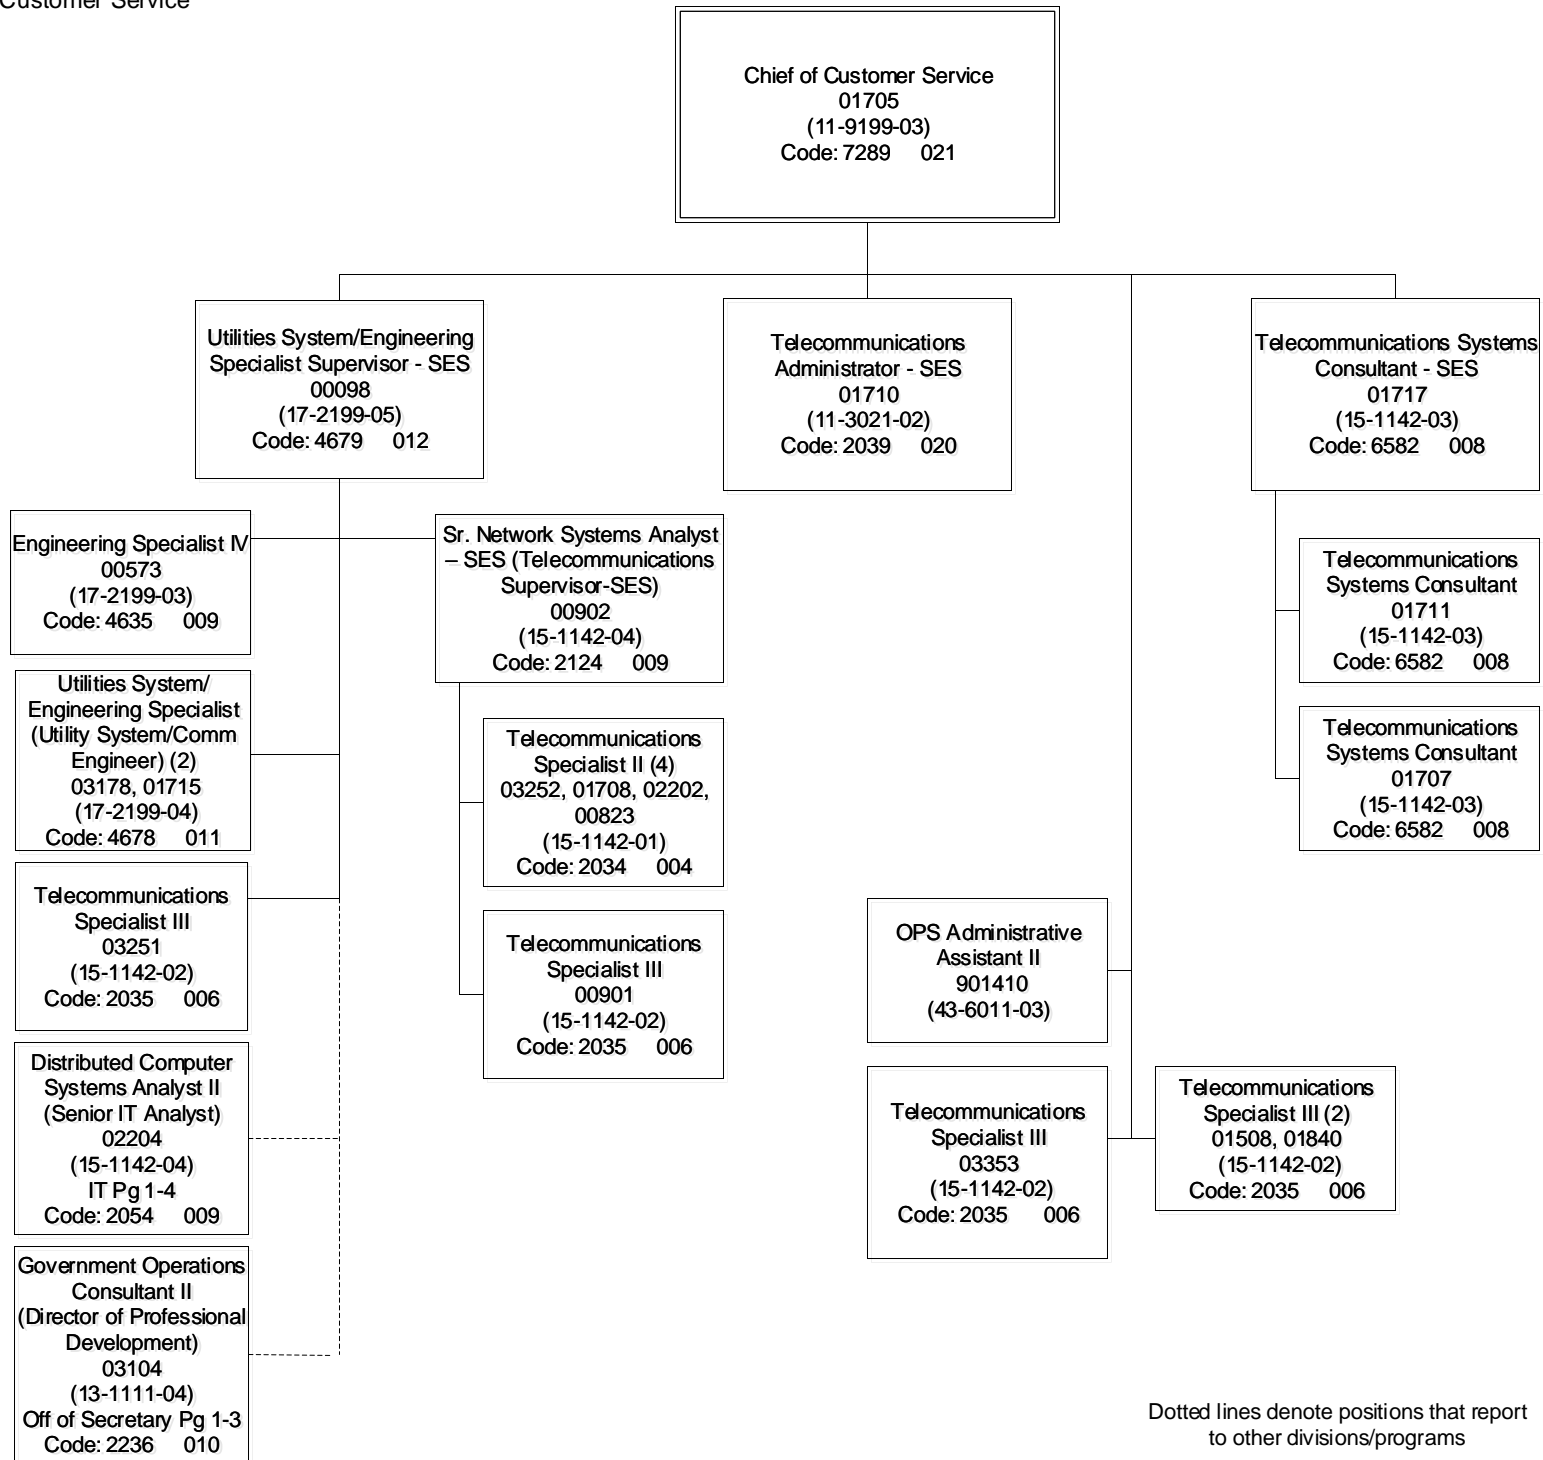 Customer Service
Chief of Customer Service
01705
(11-9199-03)
Code: 7289 021
Utilities System/Engineering
Specialist Supervisor - SES
00098
(17-2199-05)
Code: 4679 012
Telecommunications
Administrator - SES
01710
(11-3021-02)
Code: 2039 020
Telecommunications Systems
Consultant - SES
01717
(15-1142-03)
Code: 6582 008
Engineering Specialist IV
00573
(17-2199-03)
Code: 4635 009
Sr. Network Systems Analyst
– SES (Telecommunications
Supervisor-SES)
00902
(15-1142-04)
Code: 2124 009
Telecommunications
Systems Consultant
01711
(15-1142-03)
Code: 6582 008
Utilities System/
Engineering Specialist
(Utility System/Comm
Engineer) (2)
03178, 01715
(17-2199-04)
Code: 4678 011
Telecommunications
Specialist II (4)
03252, 01708, 02202,
00823
(15-1142-01)
Code: 2034 004
Telecommunications
Systems Consultant
01707
(15-1142-03)
Code: 6582 008
Telecommunications
Specialist III
03251
(15-1142-02)
Code: 2035 006
Telecommunications
Specialist III
00901
(15-1142-02)
Code: 2035 006
OPS Administrative
Assistant II
901410
(43-6011-03)
Distributed Computer
Systems Analyst II
(Senior IT Analyst)
02204
(15-1142-04)
IT Pg 1-4
Code: 2054 009
Telecommunications
Specialist III
03353
(15-1142-02)
Code: 2035 006
Telecommunications
Specialist III (2)
01508, 01840
(15-1142-02)
Code: 2035 006
Government Operations
Consultant II
(Director of Professional
Development)
03104
(13-1111-04)
Off of Secretary Pg 1-3
Code: 2236 010
Dotted lines denote positions that report
to other divisions/programs